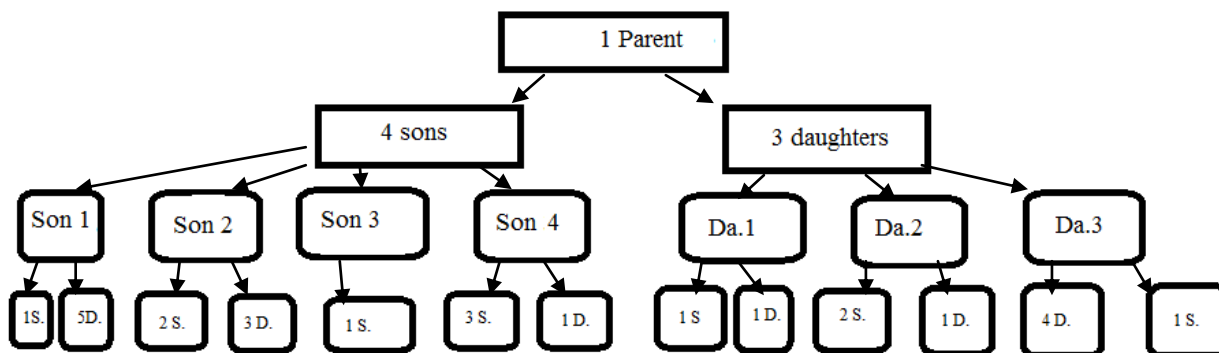 1 Parent
4 sons
3 daughters
Son 1
Son 2
Son 3
Son 4
Da.1
Da.2
Da.3
1S.
5D.
2 S.
3 D.
1 S.
3 S.
1 D.
1 S
1 D.
2 S.
1 D.
4 D.
1 S.